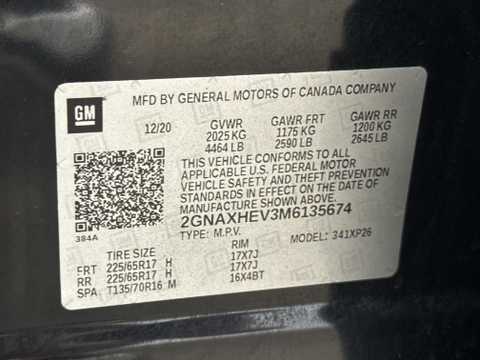 GM
MFD BY GENERAL MOTORS OF CANADA COMPANY
12/20 GVWR GAWR FRT GAWR RR
2025 KG 1175 KG 1200 KG
4464 LB 2590 LB 2645 LB
THIS VEHICLE CONFORMS TO ALL
APPLICABLE U.S. FEDERAL MOTOR
VEHICLE SAFETY AND THEFT PREVENTION
STANDARDS IN EFFECT ON THE DATE OF
MANUFACTURE SHOWN ABOVE.
2GNAXHEV3M6135674
384A TYPE: M.P.V. MODEL: 341XP26
TIRE SIZE RIM
FRT 225/65R17 H 17X7J
RR 225/65R17 H 17X7J
SPA T135/70R16 M 16X4BT